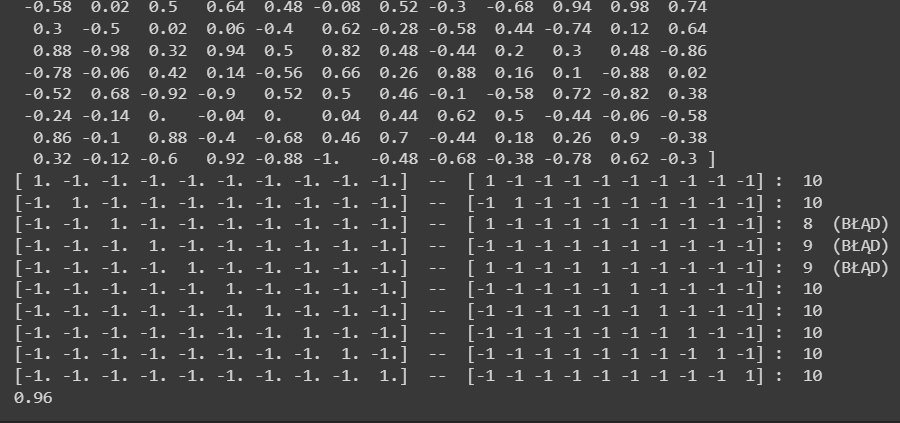 -0.58 0.02 0.5 0.64 0.48 -0.08 0.52 -0.3 -0.68 0.94 0.98 0.74
0.3 -0.5 0.02 0.06 -0.4 0.62 -0.28 -0.58 0.44 -0.74 0.12 0.64
0.88 -0.98 0.32 0.94 0.5 0.82 0.48 -0.44 0.2 0.3 0.48 -0.86
-0.78 -0.06 0.42 0.14 -0.56 0.66 0.26 0.88 0.16 0.1 -0.88 0.02
-0.52 0.68 -0.92 -0.9 0.52 0.5 0.46 -0.1 -0.58 0.72 -0.82 0.38
-0.24 -0.14 0. -0.04 0. 0.04 0.44 0.62 0.5 -0.44 -0.06 -0.58
0.86 -0.1 0.88 -0.4 -0.68 0.46 0.7 -0.44 0.18 0.26 0.9 -0.38
0.32 -0.12 -0.6 0.92 -0.88 -1. -0.48 -0.68 -0.38 -0.78 0.62 -0.3 ]
[ 1. -1. -1. -1. -1. -1. -1. -1. -1. -1.] -- [ 1 -1 -1 -1 -1 -1 -1 -1 -1 -1] : 10
[-1. 1. -1. -1. -1. -1. -1. -1. -1. -1.] -- [-1 1 -1 -1 -1 -1 -1 -1 -1 -1] : 10
[-1. -1. 1. -1. -1. -1. -1. -1. -1. -1.] -- [ 1 -1 -1 -1 -1 -1 -1 -1 -1 -1] : 8 (BŁĄD)
[-1. -1. -1. 1. -1. -1. -1. -1. -1. -1.] -- [-1 -1 -1 -1 -1 -1 -1 -1 -1 -1] : 9 (BŁĄD)
[-1. -1. -1. -1. 1. -1. -1. -1. -1. -1.] -- [ 1 -1 -1 -1 1 -1 -1 -1 -1 -1] : 9 (BŁĄD)
[-1. -1. -1. -1. -1. 1. -1. -1. -1. -1.] -- [-1 -1 -1 -1 -1 1 -1 -1 -1 -1] : 10
[-1. -1. -1. -1. -1. -1. 1. -1. -1. -1.] -- [-1 -1 -1 -1 -1 -1 1 -1 -1 -1] : 10
[-1. -1. -1. -1. -1. -1. -1. 1. -1. -1.] -- [-1 -1 -1 -1 -1 -1 -1 1 -1 -1] : 10
[-1. -1. -1. -1. -1. -1. -1. -1. 1. -1.] -- [-1 -1 -1 -1 -1 -1 -1 -1 1 -1] : 10
[-1. -1. -1. -1. -1. -1. -1. -1. -1. 1.] -- [-1 -1 -1 -1 -1 -1 -1 -1 -1 1] : 10
0.96